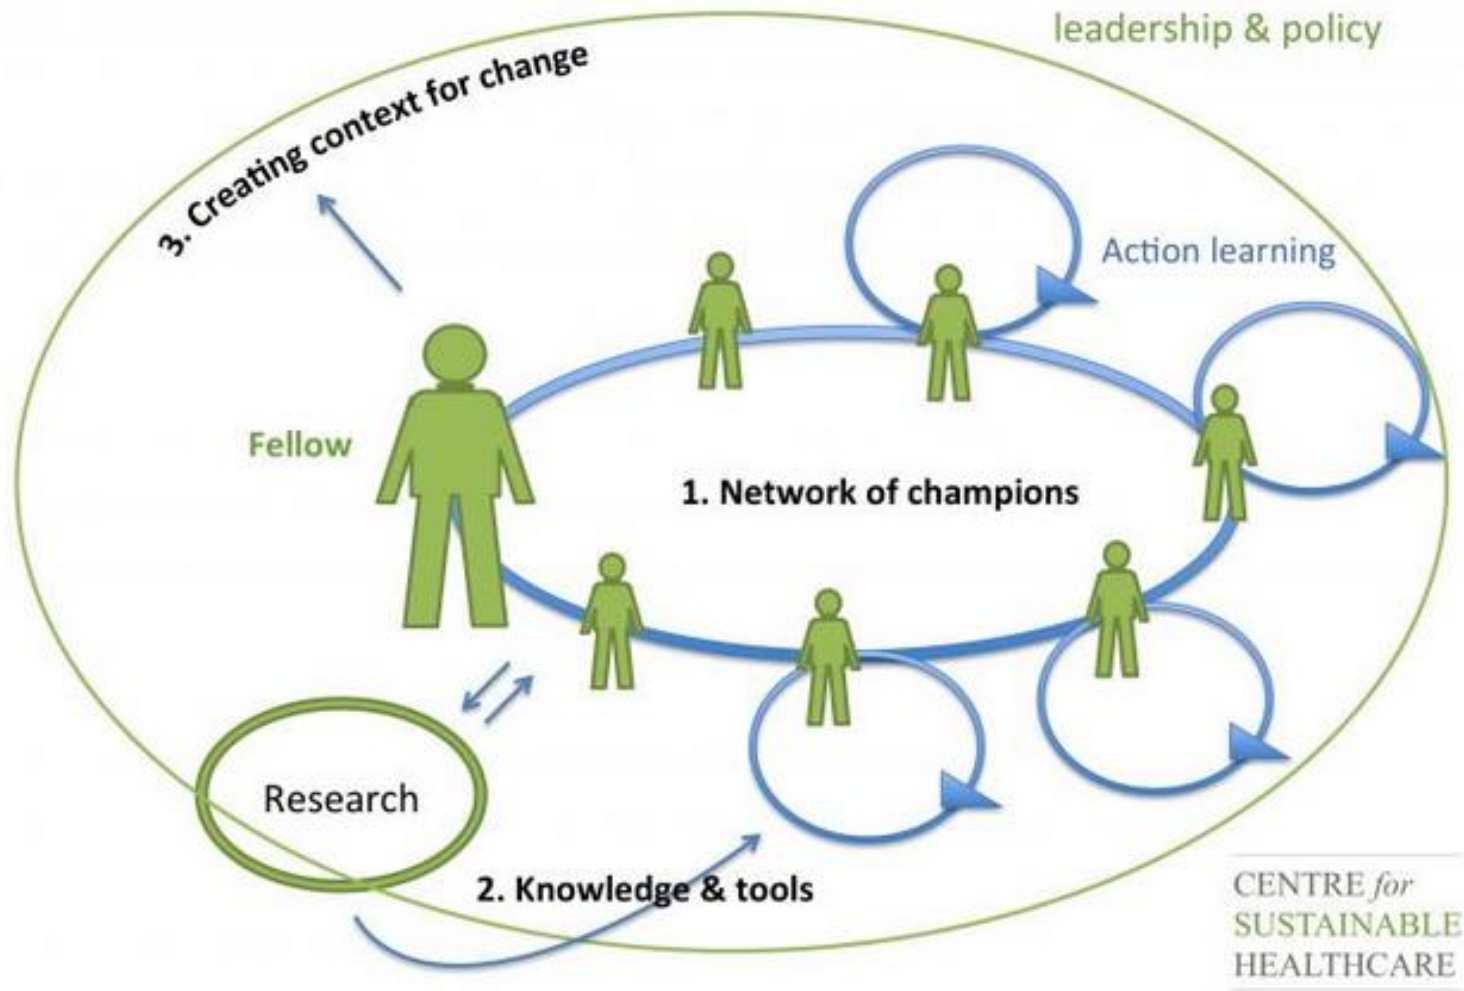 leadership & policy
3. Creating context for change
Action learning
Fellow
1. Network of champions
Research
2. Knowledge & tools
CENTRE for
SUSTAINABLE
HEALTHCARE